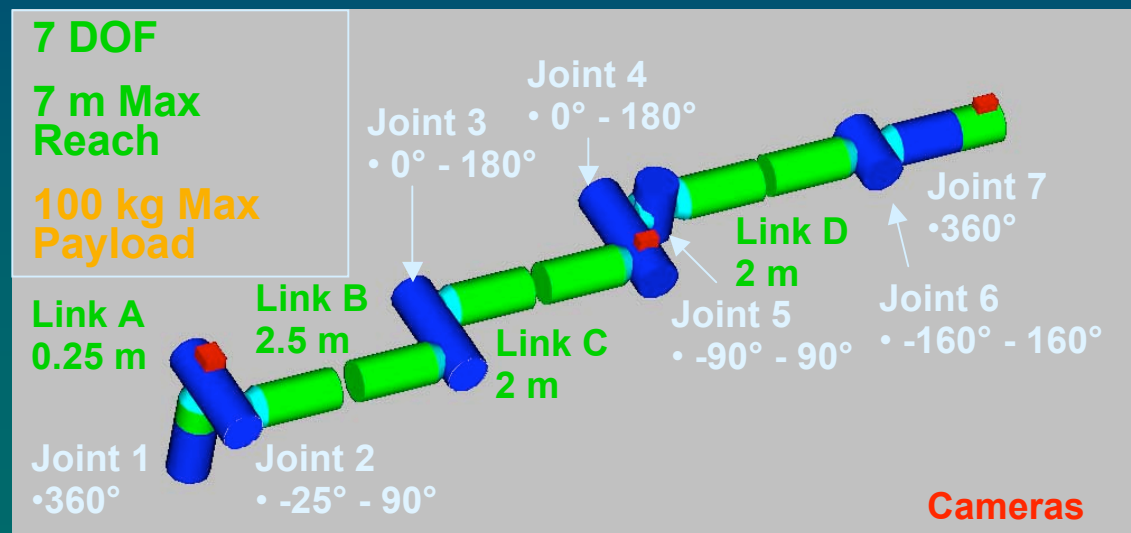 7 DOF
7 m Max
Reach
100 kg Max
Payload
Joint 3
• 0° - 180°
Joint 4
• 0° - 180°
Link A
0.25 m
Link B
2.5 m
Link C
2 m
Link D
2 m
Joint 7
•360°
Joint 5
• -90° - 90°
Joint 6
• -160° - 160°
Joint 1
•360°
Joint 2
• -25° - 90°
Cameras